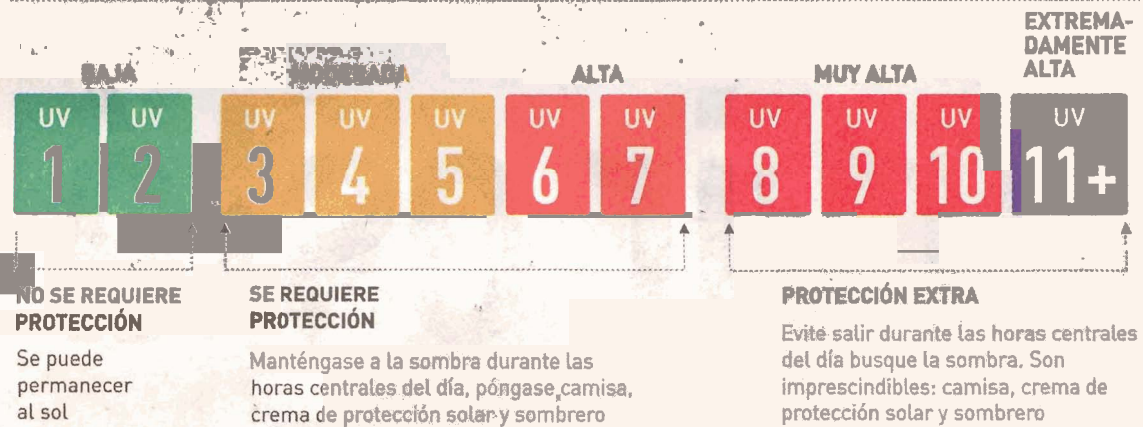 BAJA
MODERADA
ALTA
MUY ALTA
EXTREMA-
DAMENTE
ALTA
UV UV UV UV UV UV UV UV UV UV UV
1 2 3 4 5 6 7 8 9 10 11+
NO SE REQUIERE
PROTECCIÓN
Se puede
permanecer
al sol
SE REQUIERE
PROTECCIÓN
Manténgase a la sombra durante las
horas centrales del día, póngase camisa,
crema de protección solar y sombrero
PROTECCIÓN EXTRA
Evite salir durante las horas centrales
del día busque la sombra. Son
imprescindibles: camisa, crema de
protección solar y sombrero